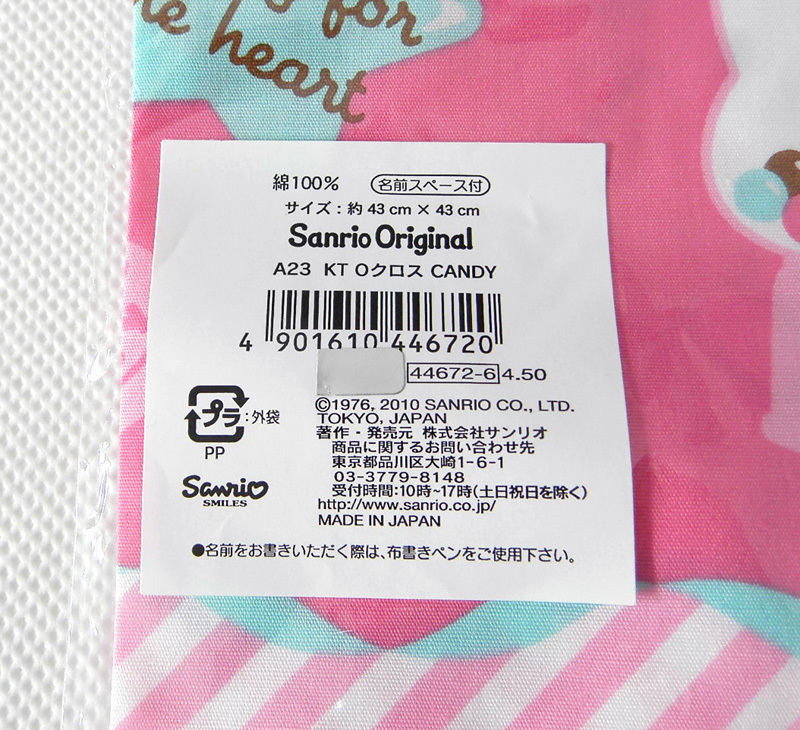 for
the heart
綿100% 名前スペース付
サイズ：約 43 cm × 43 cm
Sanrio Original
A23 KT Oクロス CANDY
4 901610 446720
44672-6 4.50
©1976, 2010 SANRIO CO., LTD.
TOKYO, JAPAN
著作・発売元 株式会社サンリオ
商品に関するお問い合わせ先
東京都品川区大崎1-6-1
03-3779-8148
受付時間：10時~17時(土日祝日を除く)
http://www.sanrio.co.jp/
MADE IN JAPAN
プラ：外袋
PP
Sanrio
SMILES
●名前をお書きいただく際は、布書きペンをご使用下さい。